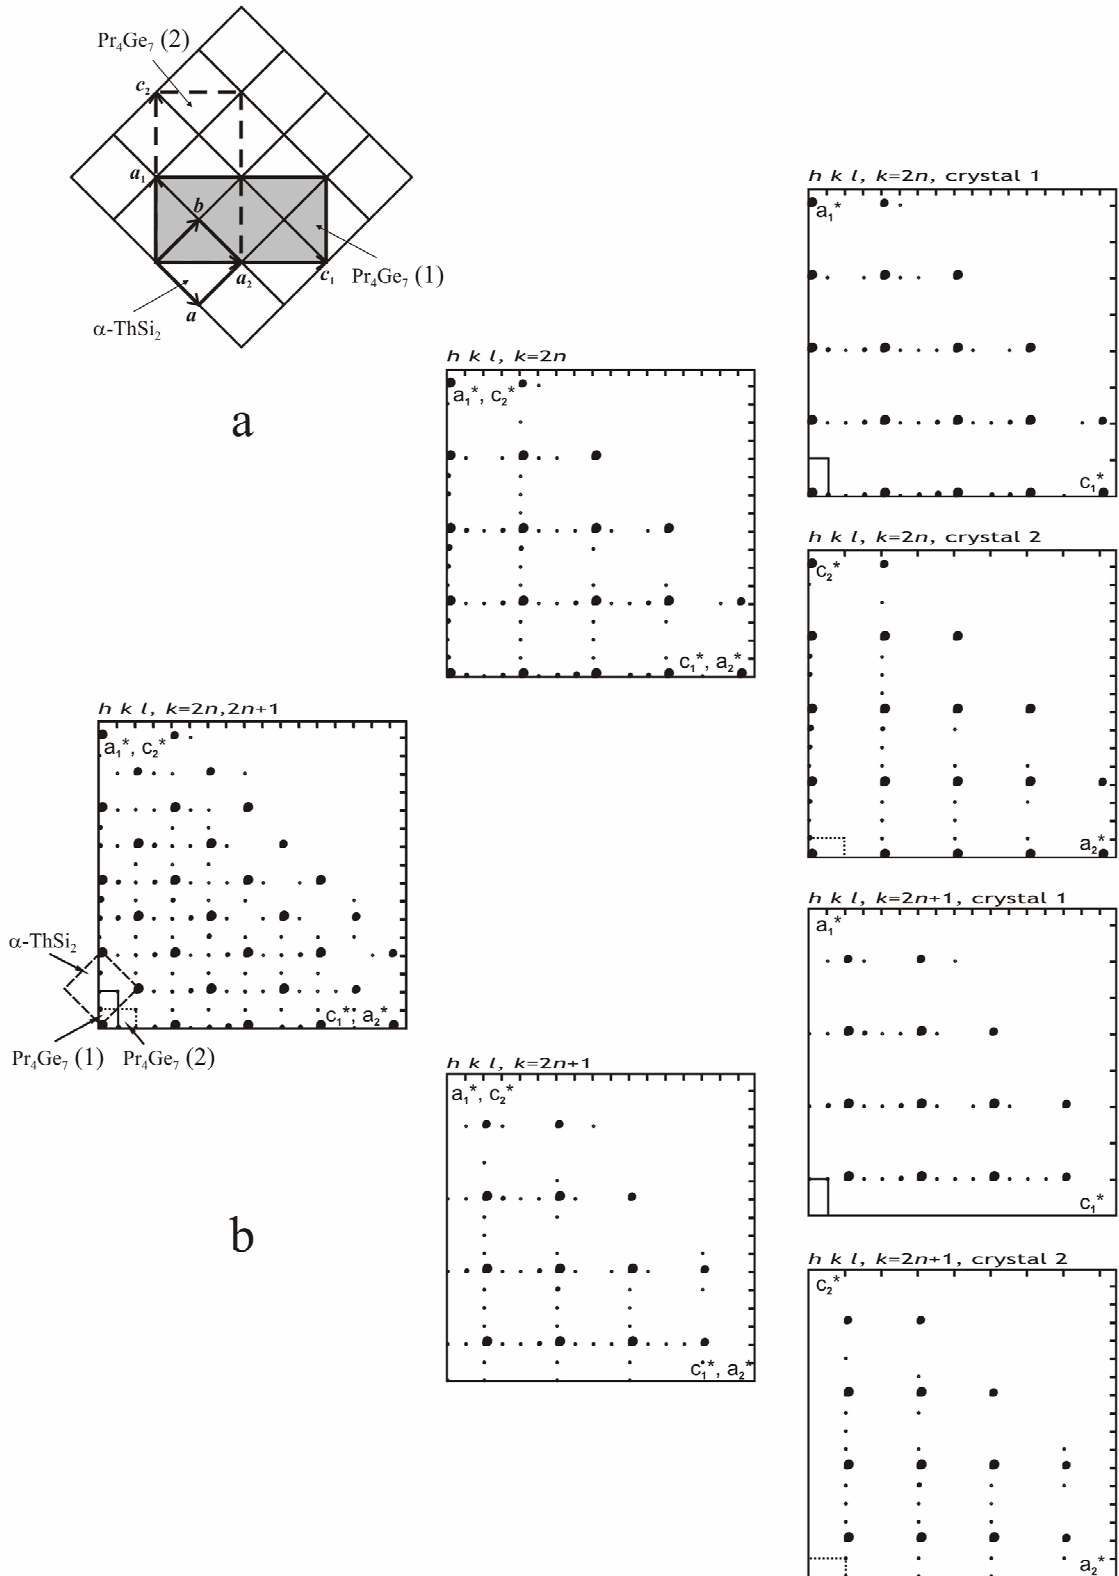 Pr₄Ge₇ (2)
c₂
a₁
b
a₂
c₁
Pr₄Ge₇ (1)
a
α-ThSi₂
a
h k l, k=2n, crystal 1
a₁*
c₁*
h k l, k=2n
a₁*, c₂*
c₁*, a₂*
h k l, k=2n, crystal 2
c₂*
a₂*
h k l, k=2n,2n+1
a₁*, c₂*
α-ThSi₂
c₁*, a₂*
Pr₄Ge₇ (1)
Pr₄Ge₇ (2)
h k l, k=2n+1, crystal 1
a₁*
c₁*
h k l, k=2n+1
a₁*, c₂*
c₁*, a₂*
b
h k l, k=2n+1, crystal 2
c₂*
a₂*